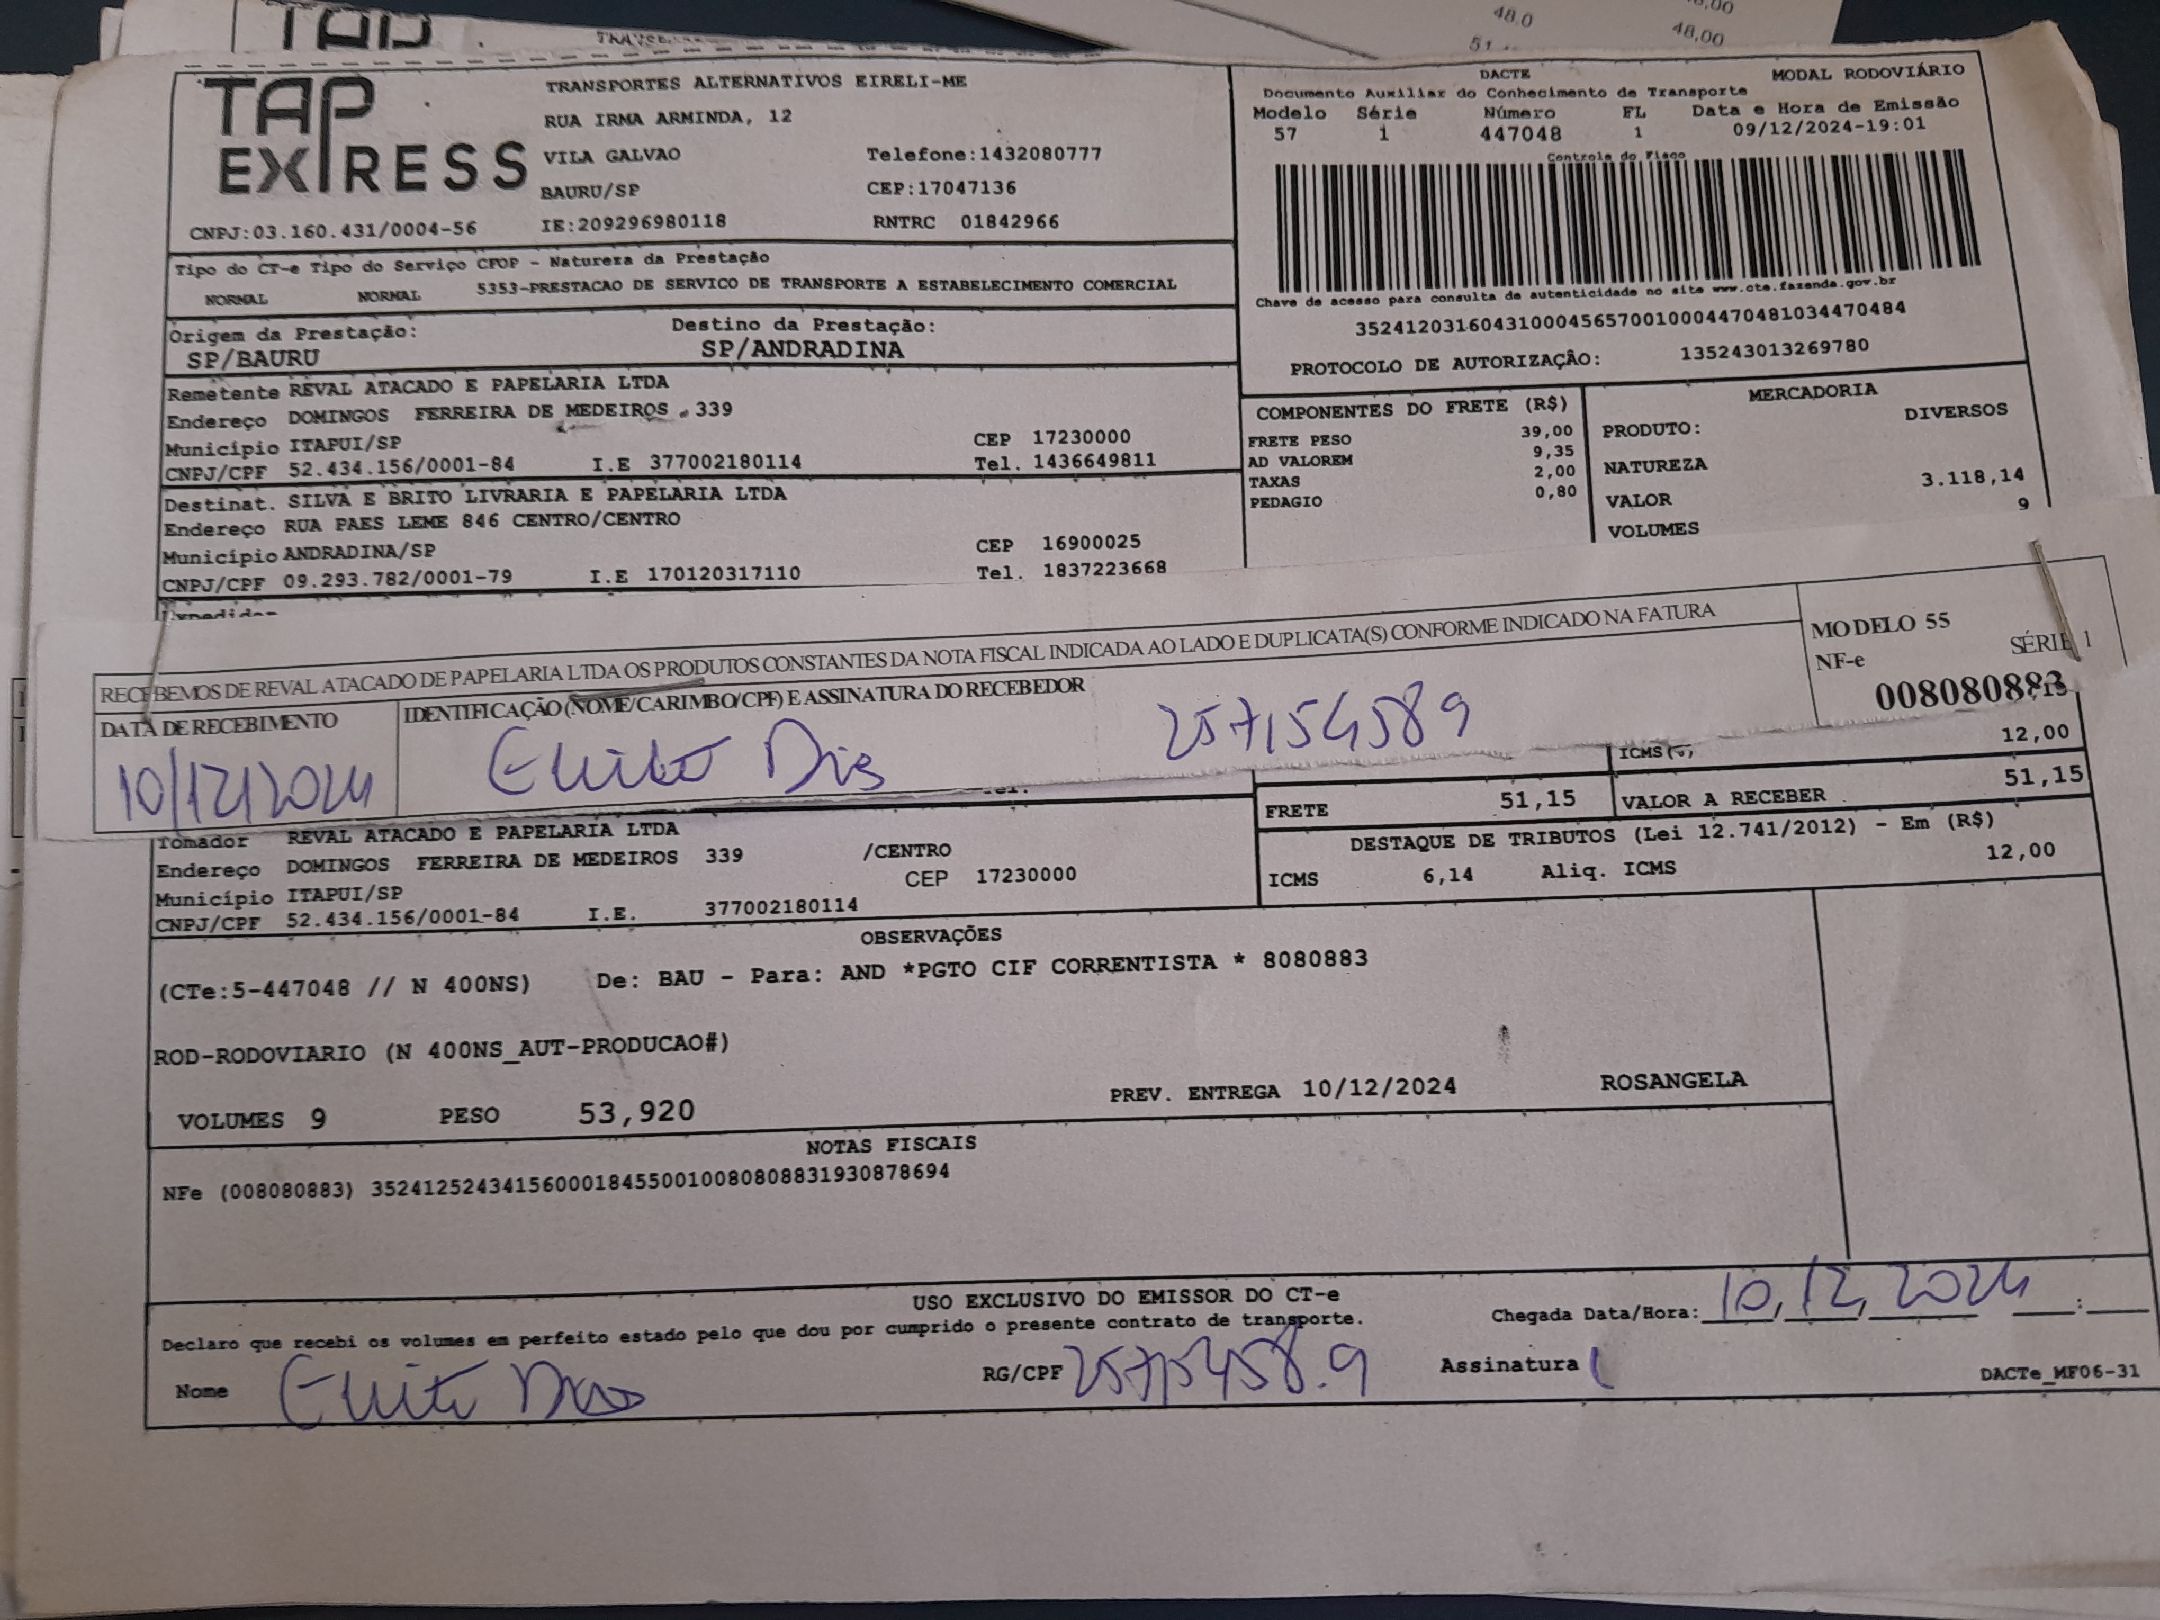 48,0
48,00
51
TAP EXPRESS
TRANSPORTES ALTERNATIVOS EIRELI-ME
RUA IRMA ARMINDA, 12
VILA GALVAO Telefone:1432080777
BAURU/SP CEP:17047136
CNPJ:03.160.431/0004-56 IE:209296980118 RNTRC 01842966
DACTE MODAL RODOVIÁRIO
Documento Auxiliar do Conhecimento de Transporte
Modelo Série Número FL Data e Hora de Emissão
57 1 447048 1 09/12/2024-19:01
Controle do Fisco
Chave de acesso para consulta de autenticidade no site www.cte.fazenda.gov.br
35241203160431000456570010004470481034470484
PROTOCOLO DE AUTORIZAÇÃO: 135243013269780
Tipo do CT-e Tipo do Serviço CFOP - Natureza da Prestação
NORMAL NORMAL 5353-PRESTACAO DE SERVICO DE TRANSPORTE A ESTABELECIMENTO COMERCIAL
Origem da Prestação: Destino da Prestação:
SP/BAURU SP/ANDRADINA
Remetente REVAL ATACADO E PAPELARIA LTDA
Endereço DOMINGOS FERREIRA DE MEDEIROS 339
Município ITAPUI/SP CEP 17230000
CNPJ/CPF 52.434.156/0001-84 I.E 377002180114 Tel. 1436649811
Destinat. SILVA E BRITO LIVRARIA E PAPELARIA LTDA
Endereço RUA PAES LEME 846 CENTRO/CENTRO
Município ANDRADINA/SP CEP 16900025
CNPJ/CPF 09.293.782/0001-79 I.E 170120317110 Tel. 1837223668
COMPONENTES DO FRETE (R$)
FRETE PESO 39,00
AD VALOREM 9,35
TAXAS 2,00
PEDAGIO 0,80
MERCADORIA
PRODUTO: DIVERSOS
NATUREZA
VALOR 3.118,14
VOLUMES 9
RECEBEMOS DE REVAL ATACADO DE PAPELARIA LTDA OS PRODUTOS CONSTANTES DA NOTA FISCAL INDICADA AO LADO E DUPLICATA(S) CONFORME INDICADO NA FATURA
DATA DE RECEBIMENTO IDENTIFICAÇÃO (NOME/CARIMBO/CPF) E ASSINATURA DO RECEBEDOR
10/12/2024 257154589
MODELO 55
NF-e SÉRIE 1
008080883
ICMS 12,00
FRETE 51,15 VALOR A RECEBER 51,15
DESTAQUE DE TRIBUTOS (Lei 12.741/2012) - Em (R$)
ICMS 6,14 Aliq. ICMS 12,00
Tomador REVAL ATACADO E PAPELARIA LTDA
Endereço DOMINGOS FERREIRA DE MEDEIROS 339 /CENTRO
Município ITAPUI/SP CEP 17230000
CNPJ/CPF 52.434.156/0001-84 I.E. 377002180114
OBSERVAÇÕES
(CTe:5-447048 // N 400NS) De: BAU - Para: AND *PGTO CIF CORRENTISTA * 8080883
ROD-RODOVIARIO (N 400NS_AUT-PRODUCAO#)
VOLUMES 9 PESO 53,920 PREV. ENTREGA 10/12/2024 ROSANGELA
NOTAS FISCAIS
NFe (008080883) 35241252434156000184550010080808831930878694
USO EXCLUSIVO DO EMISSOR DO CT-e
Declaro que recebi os volumes em perfeito estado pelo que dou por cumprido o presente contrato de transporte.
Chegada Data/Hora: 10, 12, 2024 :
Nome RG/CPF 25715458.9 Assinatura
DACTe_MF06-31